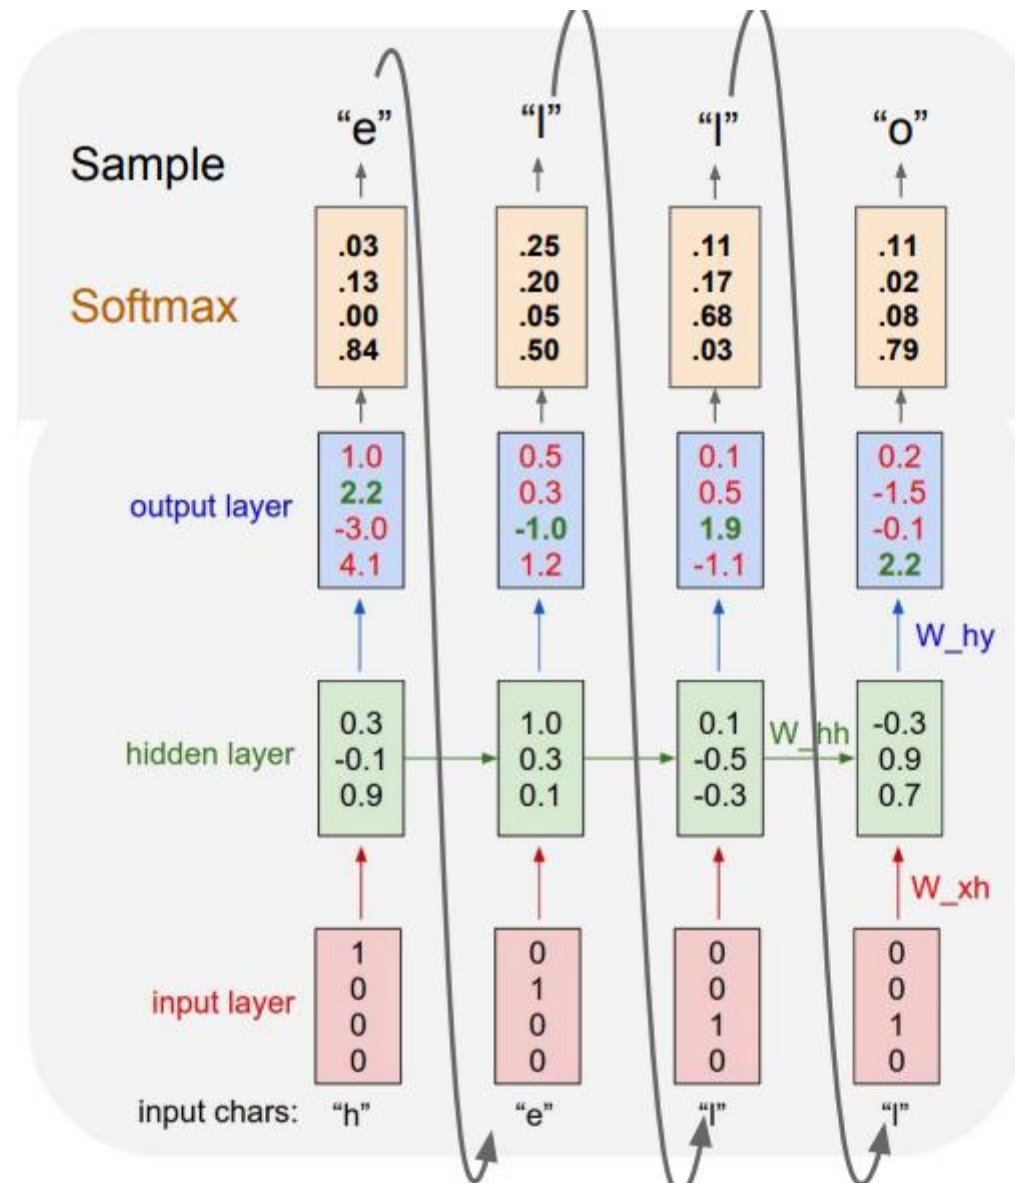 “e” “l” “l” “o”
Sample
.03 .25 .11 .11
.13 .20 .17 .02
Softmax
.00 .05 .68 .08
.84 .50 .03 .79
1.0 0.5 0.1 0.2
2.2 0.3 0.5 -1.5
output layer
-3.0 -1.0 1.9 -0.1
4.1 1.2 -1.1 2.2
W_hy
0.3 1.0 0.1 -0.3
W_hh
hidden layer
-0.1 0.3 -0.5 0.9
0.9 0.1 -0.3 0.7
W_xh
1 0 0 0
0 1 0 0
input layer
0 0 1 1
0 0 0 0
input chars: “h” “e” “l” “l”